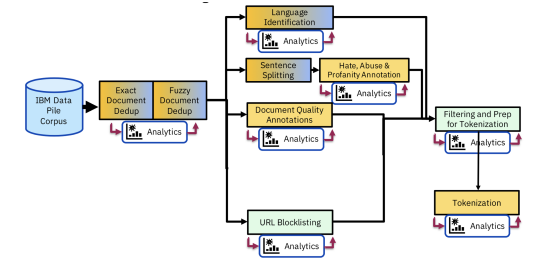 Language
Identification
Analytics
Sentence
Splitting
Hate, Abuse &
Profanity Annotation
Analytics
IBM Data
Pile
Corpus
Exact
Document
Dedup
Fuzzy
Document
Dedup
Analytics
Document Quality
Annotations
Analytics
Filtering and Prep
for Tokenization
Analytics
URL Blocklisting
Analytics
Tokenization
Analytics